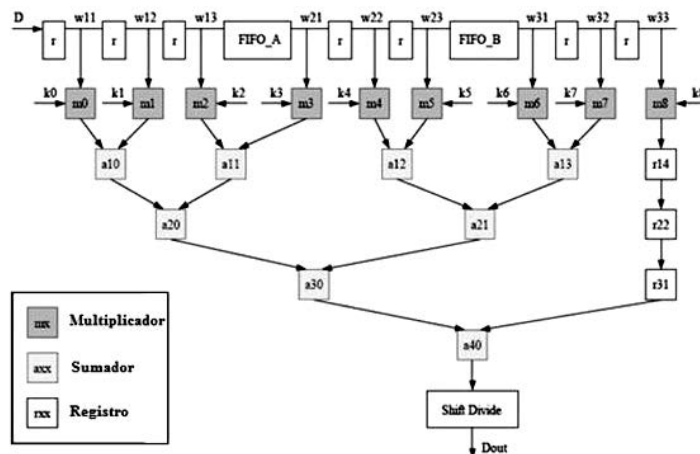 D w11 w12 w13 w21 w22 w23 w31 w32 w33
r r r FIFO_A r r FIFO_B r r
k0 k1 k2 k3 k4 k5 k6 k7
m0 m1 m2 m3 m4 m5 m6 m7 m8
a10 a11 a12 a13 r14
a20 a21 r22
a30 r31
mx Multiplicador
a40
axx Sumador
rxx Registro
Shift Divide
Dout